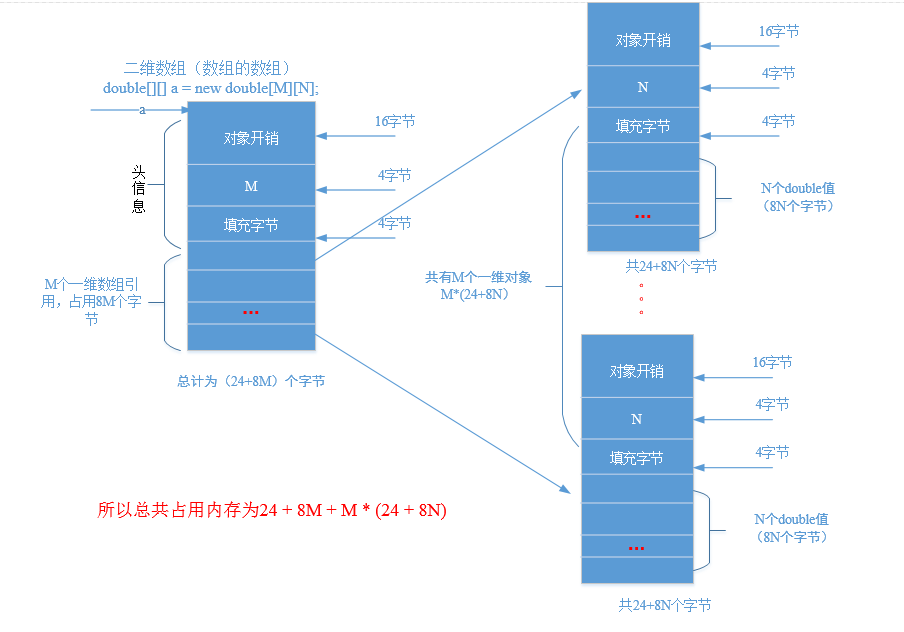 二维数组（数组的数组）
double[][] a = new double[M][N];
a
对象开销
16字节
M
4字节
填充字节
4字节
头
信
息
...
M个一维数组引
用，占用8M个字
节
总计为（24+8M）个字节
所以总共占用内存为24 + 8M + M * (24 + 8N)
共有M个一维对象
M*(24+8N）
对象开销
16字节
N
4字节
填充字节
4字节
...
N个double值
（8N个字节）
共24+8N个字节
对象开销
16字节
N
4字节
填充字节
4字节
...
N个double值
（8N个字节）
共24+8N个字节